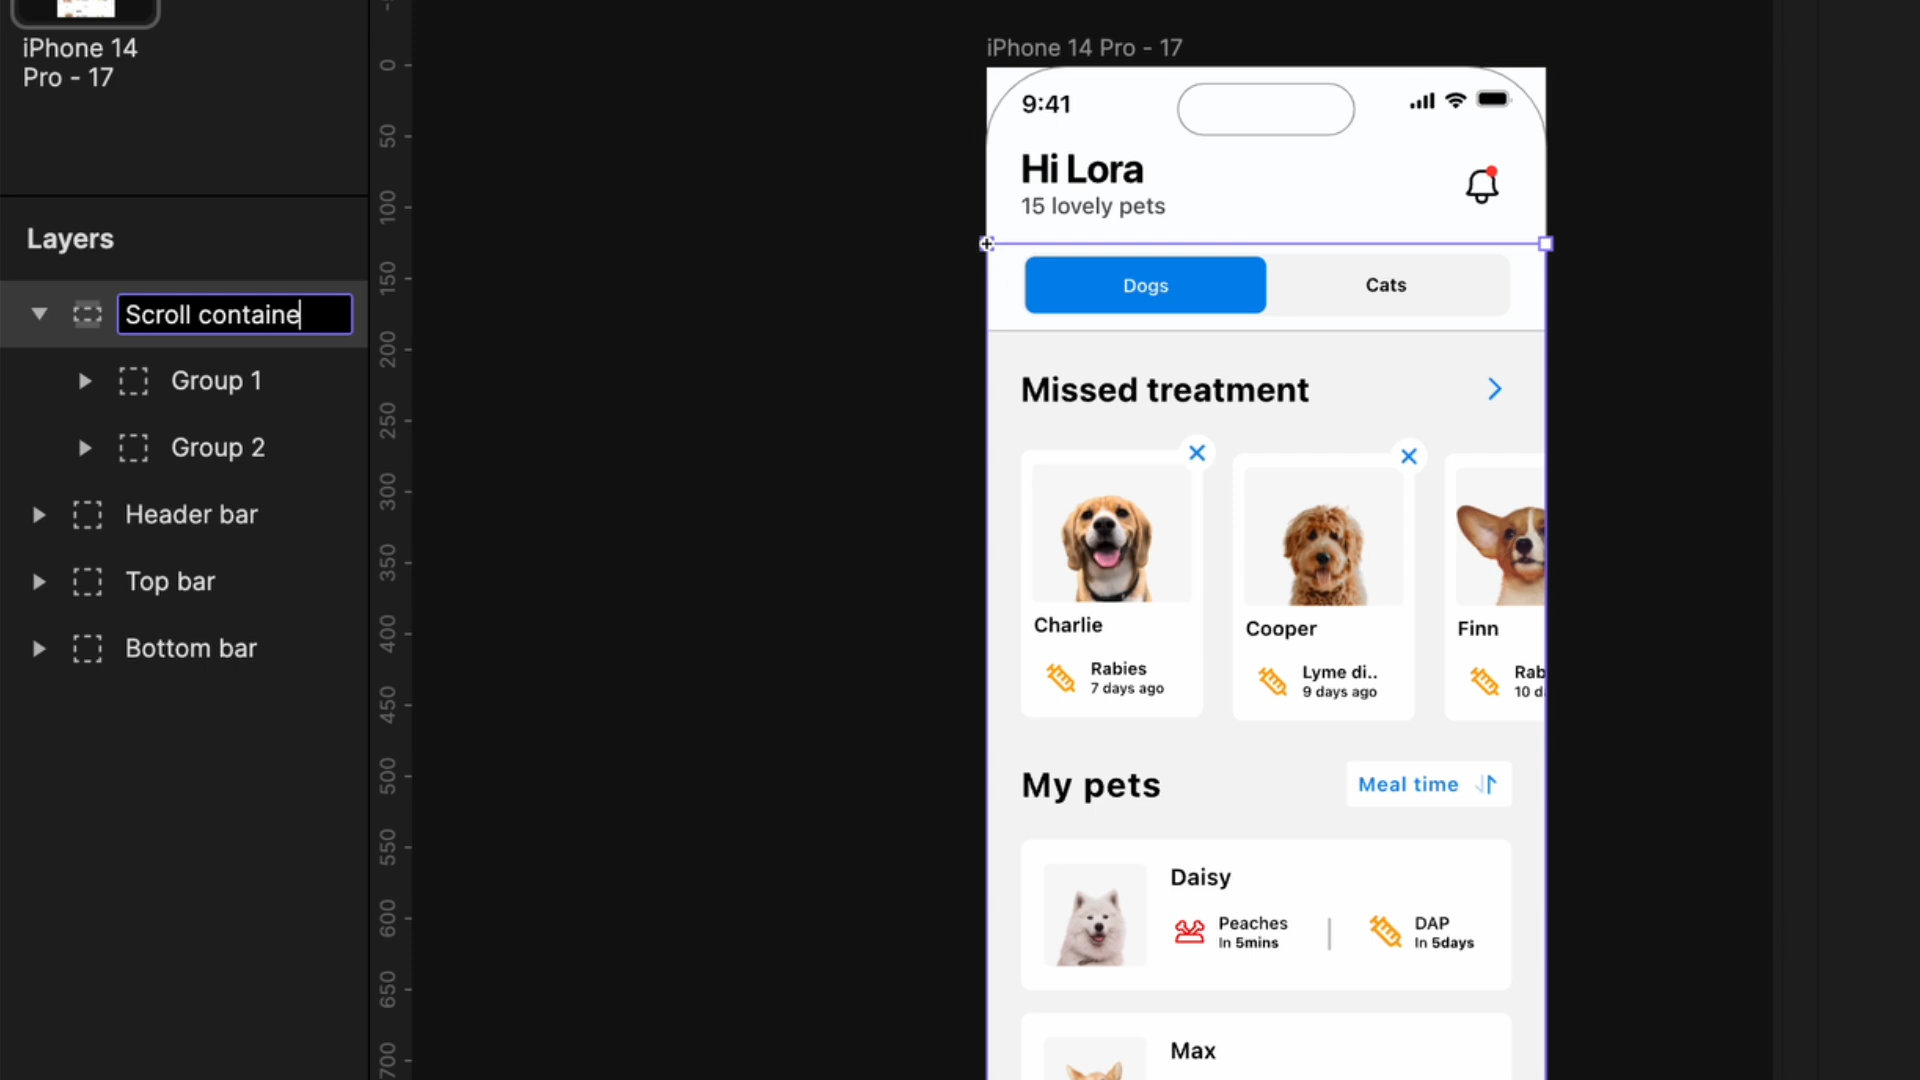 iPhone 14
Pro - 17
Layers
Scroll containe
Group 1
Group 2
Header bar
Top bar
Bottom bar
0
50
100
150
200
250
300
350
400
450
500
550
600
650
700
iPhone 14 Pro - 17
9:41
Hi Lora
15 lovely pets
Dogs Cats
Missed treatment
Charlie
Rabies
7 days ago
Cooper
Lyme di..
9 days ago
Finn
Rab
10 d
My pets
Meal time
Daisy
Peaches
In 5mins
DAP
In 5days
Max